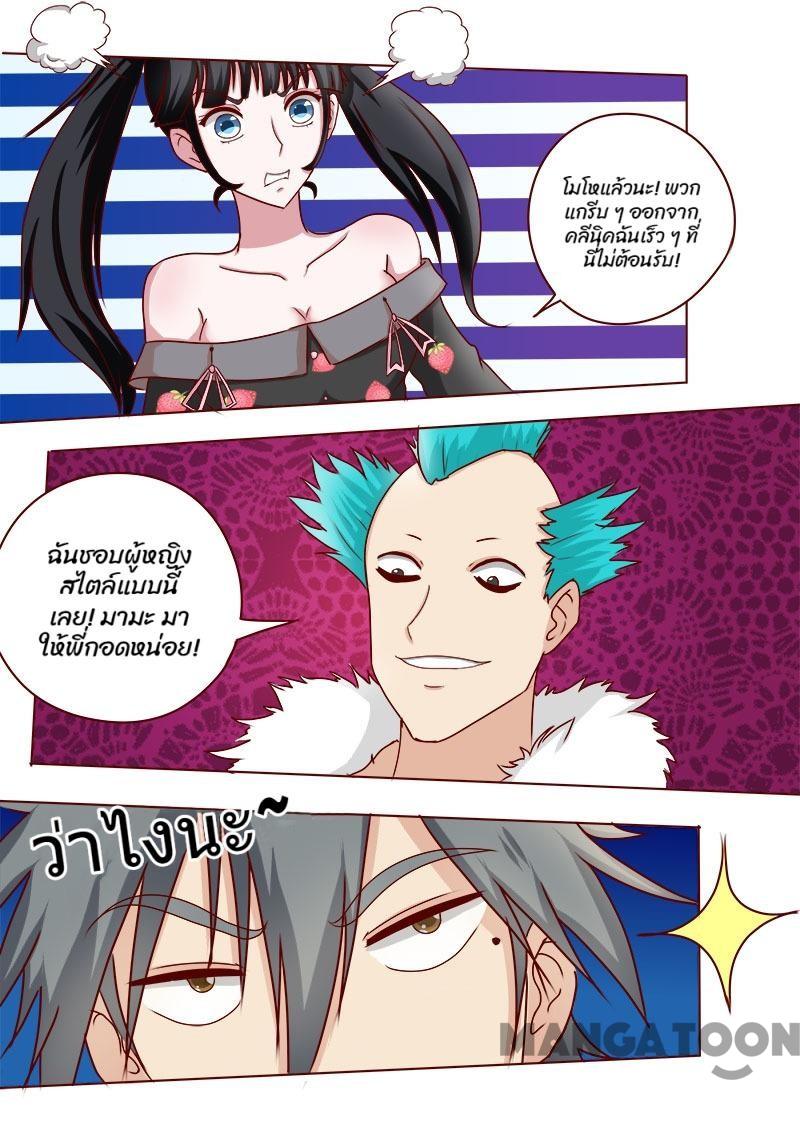 โมโหแล้วนะ! พวก
แกรีบ ๆ ออกจาก
คลีนิคฉันเร็ว ๆ ที่
นี่ไม่ต้อนรับ!
ฉันชอบผู้หญิง
สไตล์แบบนี้
เลย! มามะ มา
ให้พี่กอดหน่อย!
ว่าไงนะ~
MANGATOON